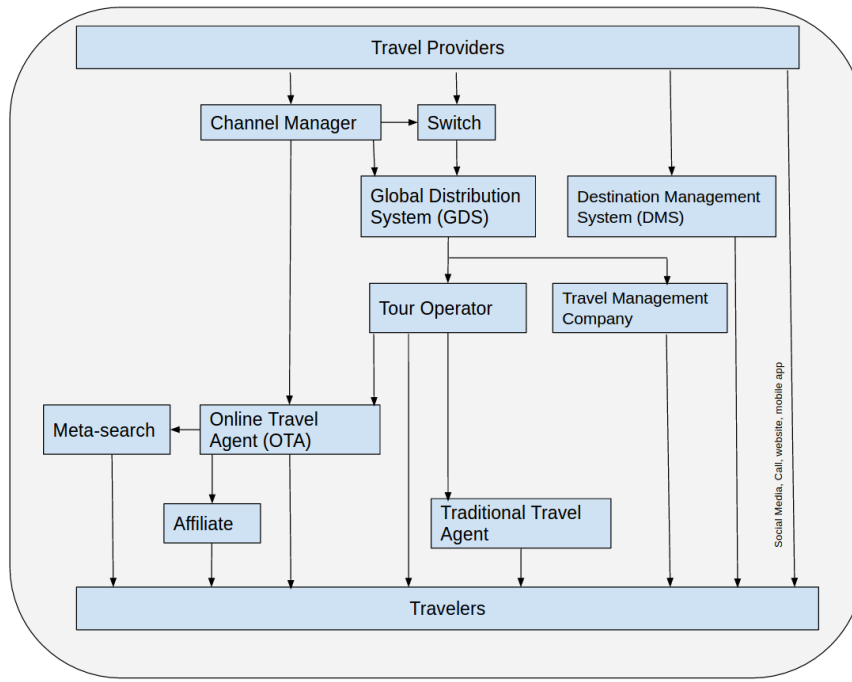 Travel Providers
Channel Manager
Switch
Global Distribution
System (GDS)
Destination Management
System (DMS)
Tour Operator
Travel Management
Company
Social Media, Call, website, mobile app
Meta-search
Online Travel
Agent (OTA)
Affiliate
Traditional Travel
Agent
Travelers